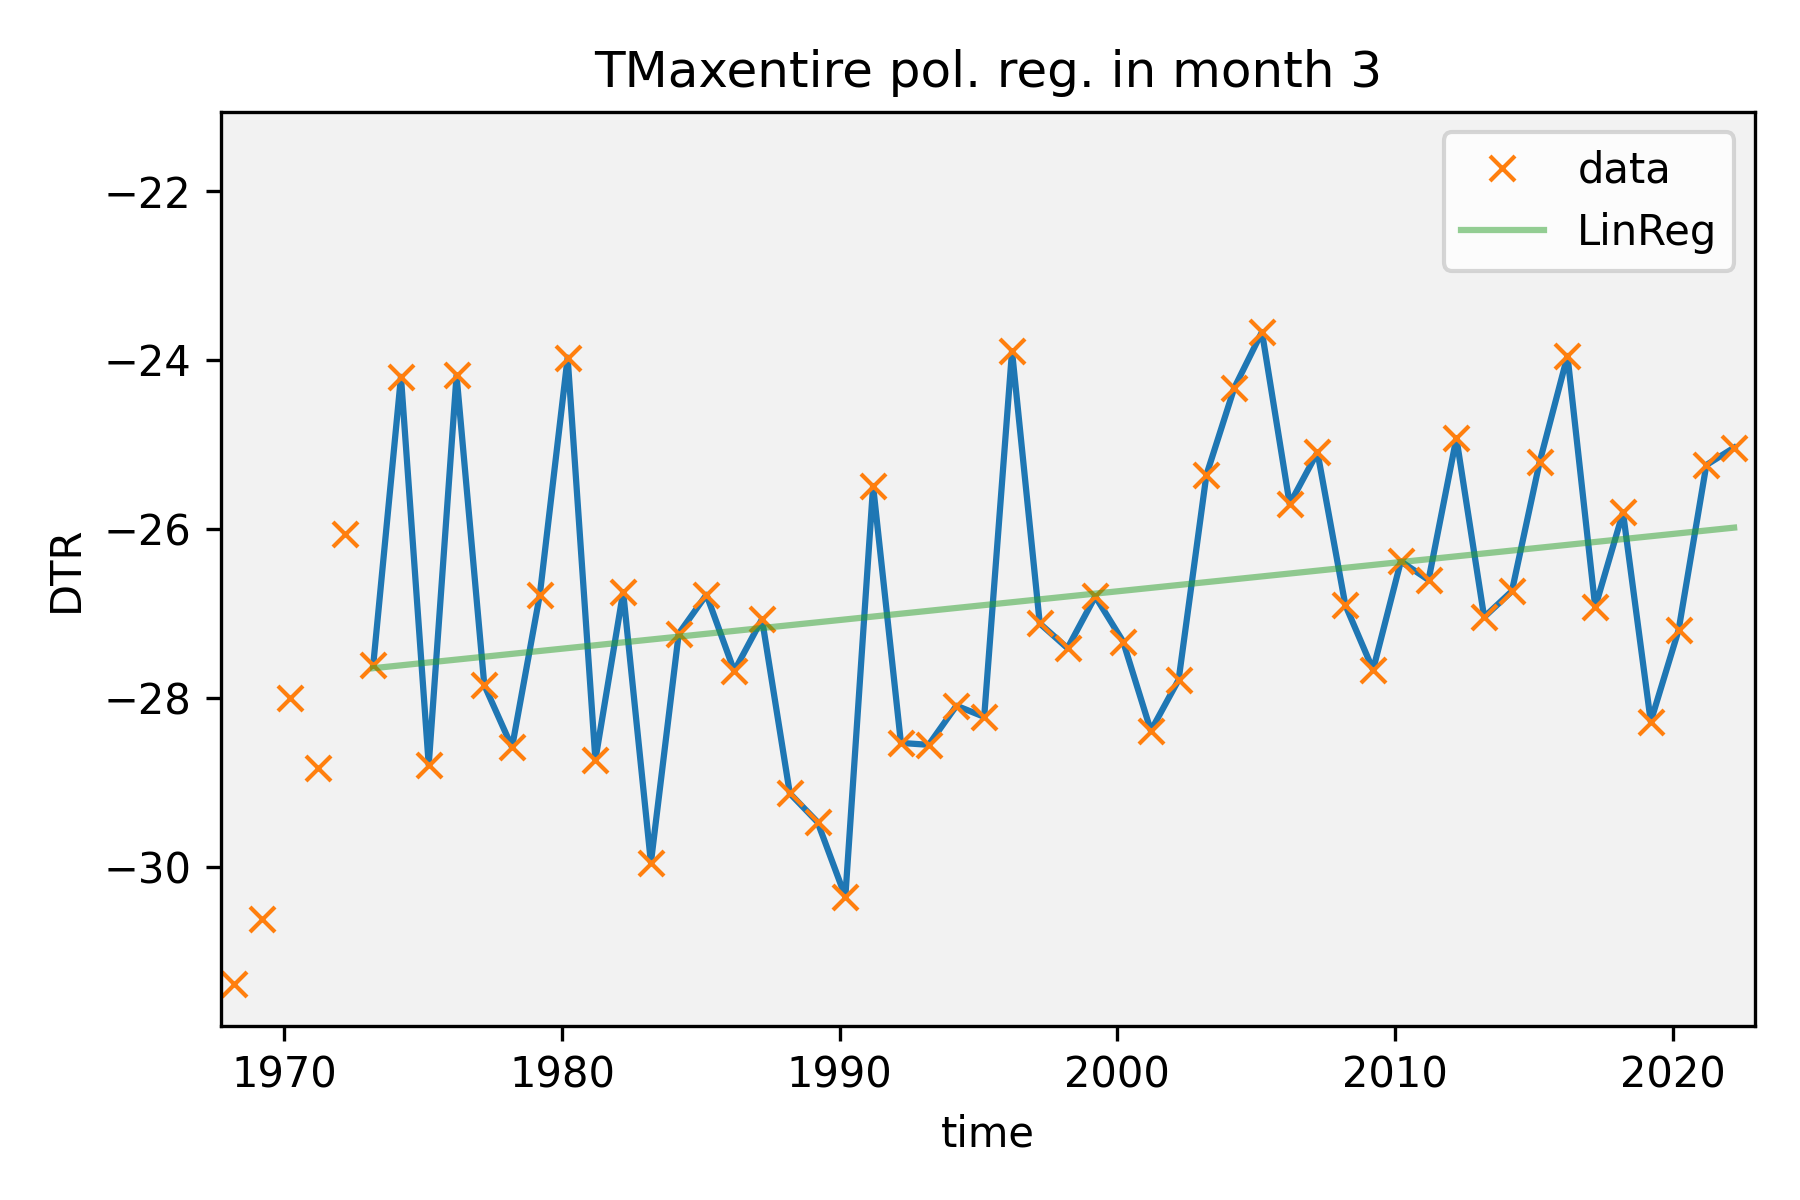 TMaxentire pol. reg. in month 3
data
LinReg
DTR
−22
−24
−26
−28
−30
1970 1980 1990 2000 2010 2020
time